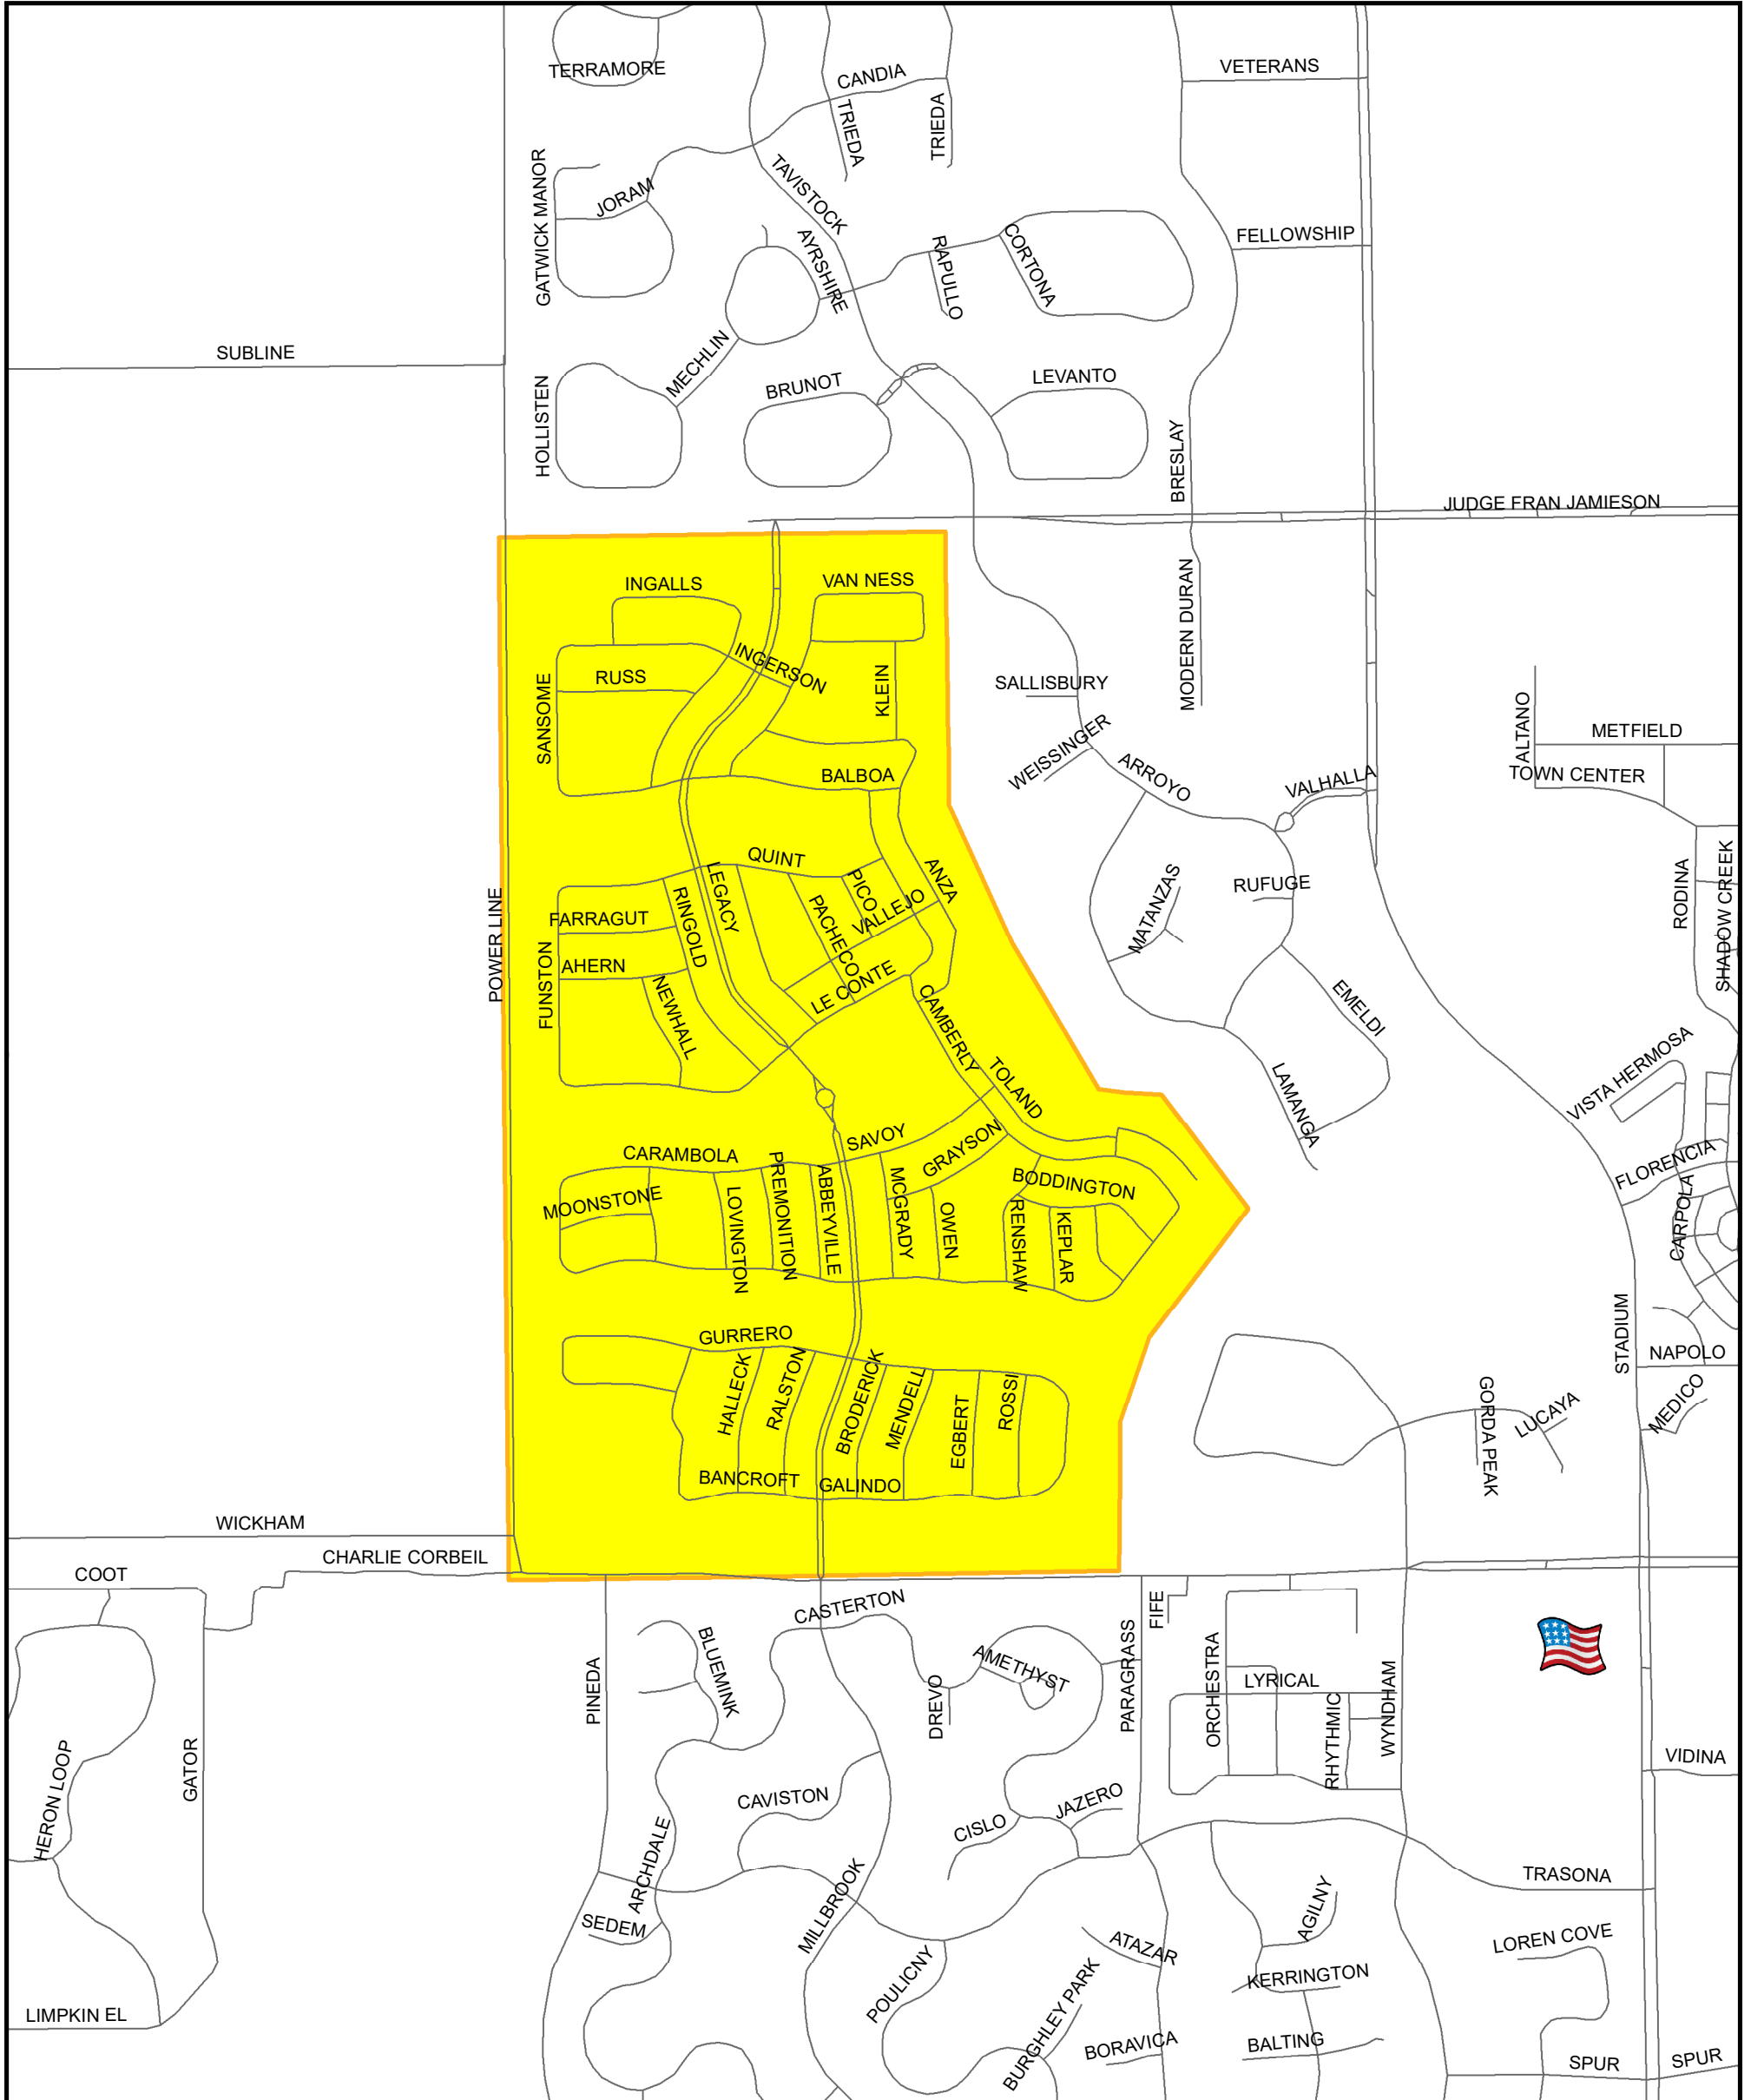 TERRAMORE
CANDIA
VETERANS
TRIEDA
TRIEDA
GATWICK MANOR
JORAM
TAVISTOCK
AYRSHIRE
RAPULLO
CORTONA
FELLOWSHIP
SUBLINE
MECHLIN
HOLLISTEN
BRUNOT
LEVANTO
BRESLAY
JUDGE FRAN JAMIESON
INGALLS
VAN NESS
MODERN DURAN
INGERSON
RUSS
SANSOME
KLEIN
SALLISBURY
WEISSINGER
ARROYO
VALHALLA
ALTANO
METFIELD
TOWN CENTER
BALBOA
QUINT
LEGACY
PICO
ANZA
PACHECO
VALLEJO
FARRAGUT
RINGOLD
POWER LINE
FUNSTON
AHERN
NEWHALL
LE CONTE
MATANZAS
RUFUGE
RODINA
SHADOW CREEK
CAMBERLY
TOLAND
EMELDI
LAMANGA
VISTA HERMOSA
FLORENCIA
CARPOLA
CARAMBOLA
SAVOY
GRAYSON
MOONSTONE
LOVINGTON
PREMONITION
ABBEYVILLE
MCGRADY
OWEN
BODDINGTON
RENSHAW
KEPLAR
GURRERO
HALLECK
RALSTON
BRODERICK
MENDELL
EGBERT
ROSSI
BANCROFT
GALINDO
STADIUM
NAPOLO
MEDICO
GORDA PEAK
LUCAYA
WICKHAM
CHARLIE CORBEIL
COOT
CASTERTON
FIFE
PINEDA
BLUEMINK
DREVO
AMETHYST
PARAGRASS
ORCHESTRA
LYRICAL
RHYTHMIC
WYNDHAM
HERON LOOP
GATOR
VIDINA
CAVISTON
CISLO
JAZERO
ARCHDALE
SEDEM
MILLBROOK
TRASONA
AGILNY
ATAZAR
LOREN COVE
POULICNY
KERRINGTON
BURGHLEY PARK
BORAVICA
BALTING
LIMPKIN EL
SPUR
SPUR